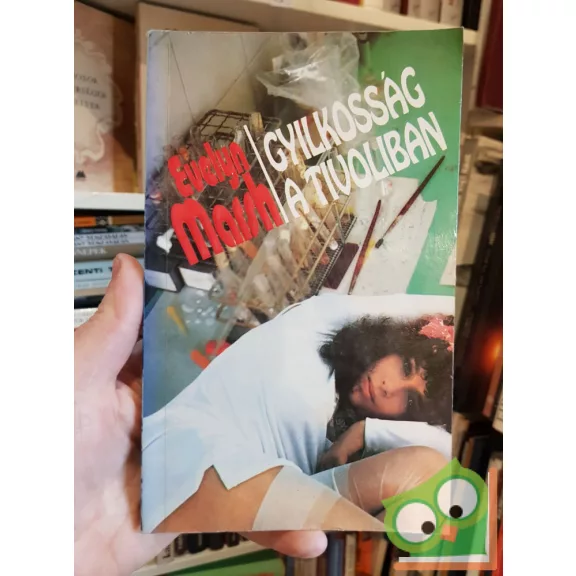 Evelyn
Marsh
GYILKOSSÁG
A TIVOLIBAN